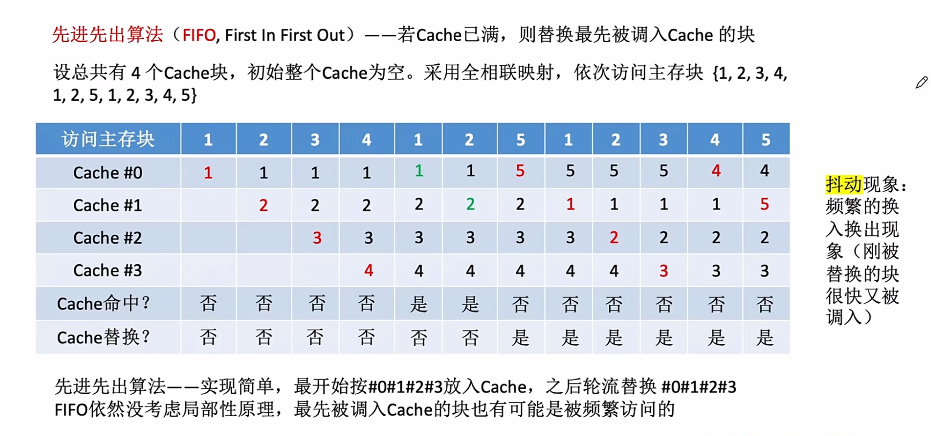 先进先出算法（FIFO, First In First Out）——若Cache已满，则替换最先被调入Cache 的块
设总共有 4 个Cache块，初始整个Cache为空。采用全相联映射，依次访问主存块 {1, 2, 3, 4,
1, 2, 5, 1, 2, 3, 4, 5}
访问主存块 1 2 3 4 1 2 5 1 2 3 4 5
Cache #0 1 1 1 1 1 1 5 5 5 5 4 4
Cache #1 2 2 2 2 2 2 1 1 1 1 5
Cache #2 3 3 3 3 3 3 2 2 2 2
Cache #3 4 4 4 4 4 4 3 3 3
Cache命中？ 否 否 否 否 是 是 否 否 否 否 否 否
Cache替换？ 否 否 否 否 否 否 是 是 是 是 是 是
抖动现象：
频繁的换
入换出现
象（刚被
替换的块
很快又被
调入）
先进先出算法——实现简单，最开始按#0#1#2#3放入Cache，之后轮流替换 #0#1#2#3
FIFO依然没考虑局部性原理，最先被调入Cache的块也有可能是被频繁访问的